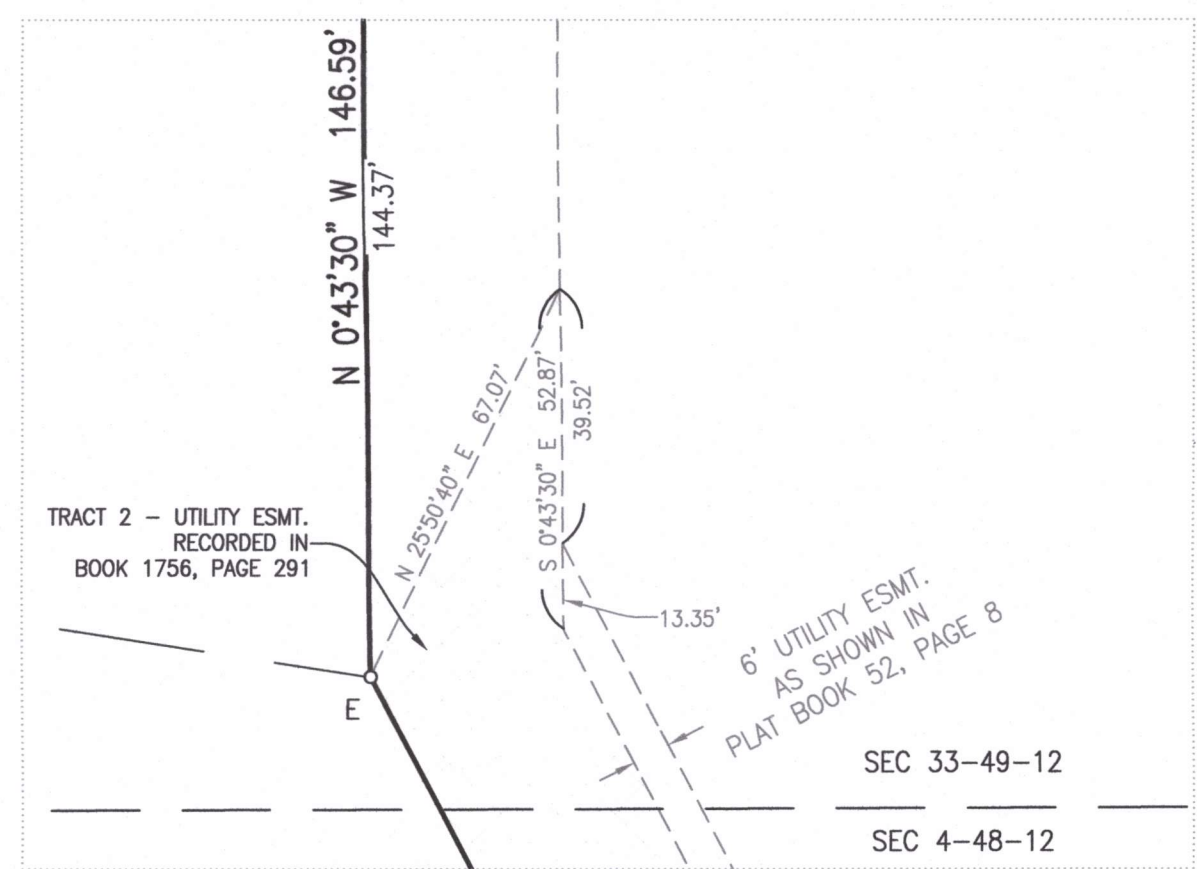 N 0°43'30" W 146.59'
144.37'
N 25°50'40" E 67.07'
S 0°43'30" E 52.87'
39.52'
TRACT 2 – UTILITY ESMT.
RECORDED IN
BOOK 1756, PAGE 291
13.35'
6' UTILITY ESMT.
AS SHOWN IN
PLAT BOOK 52, PAGE 8
E
SEC 33–49–12
SEC 4–48–12